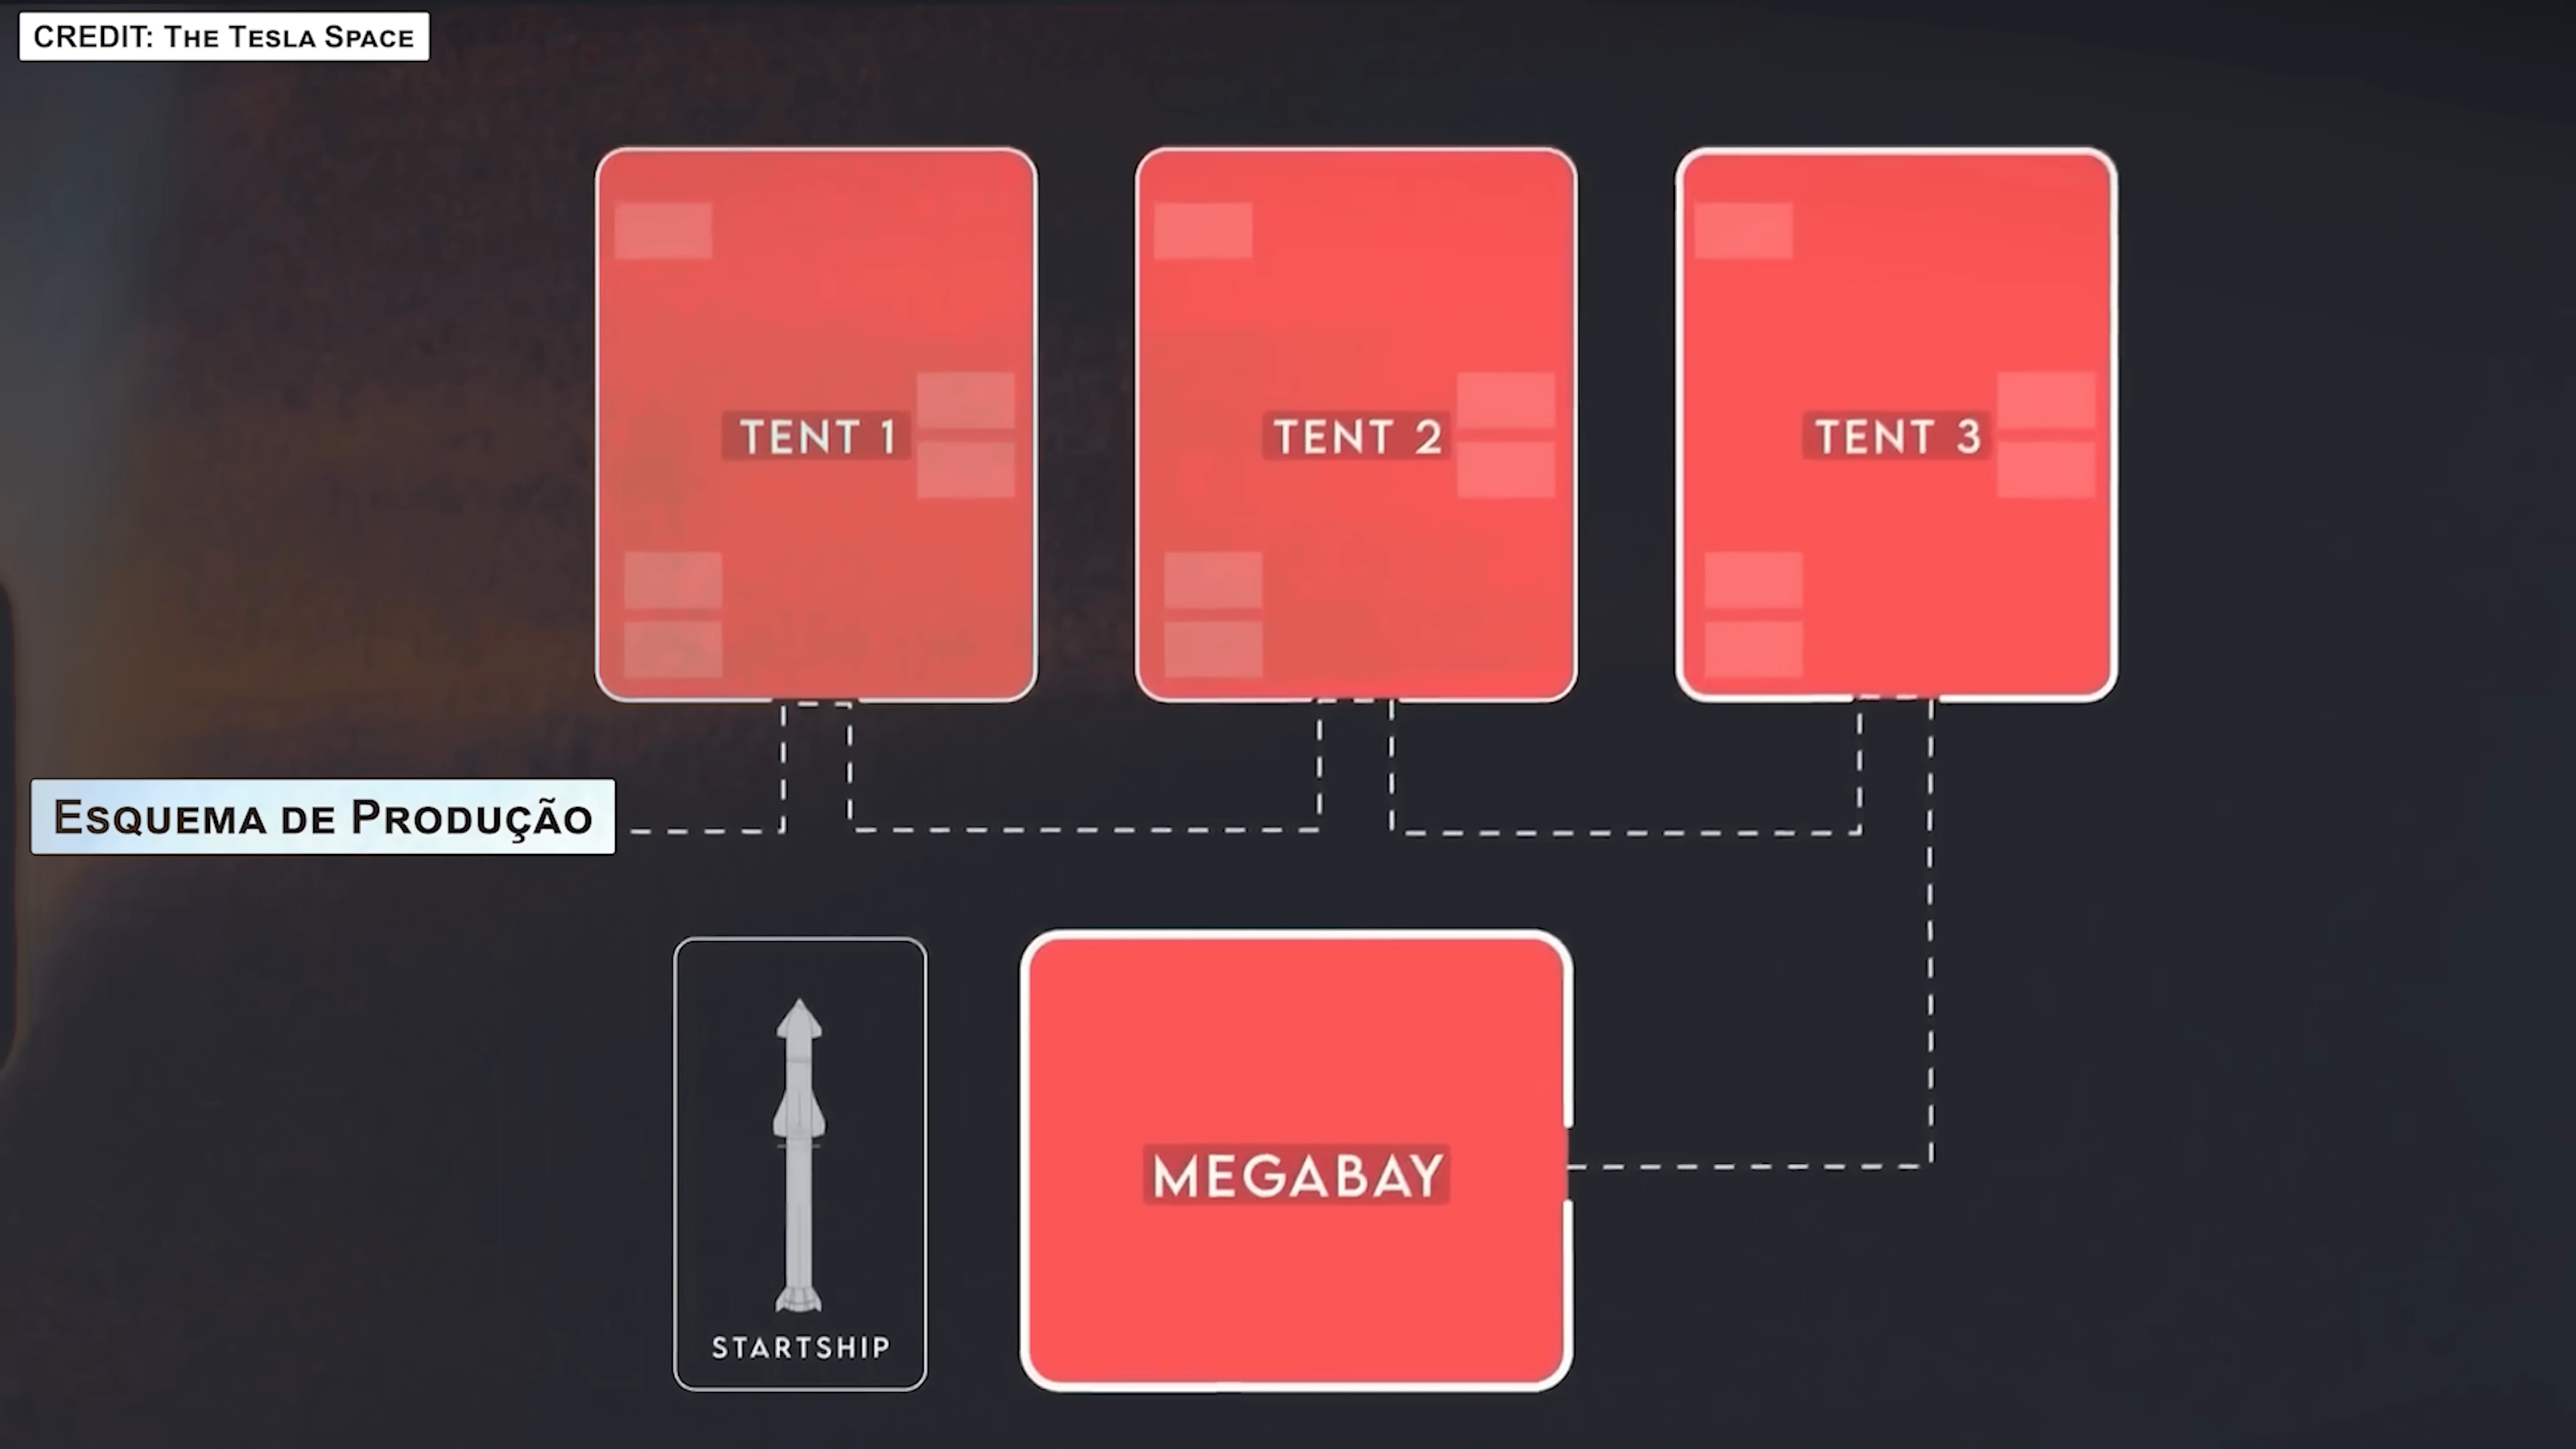 CREDIT: THE TESLA SPACE
TENT 1
TENT 2
TENT 3
ESQUEMA DE PRODUÇÃO
MEGABAY
STARTSHIP